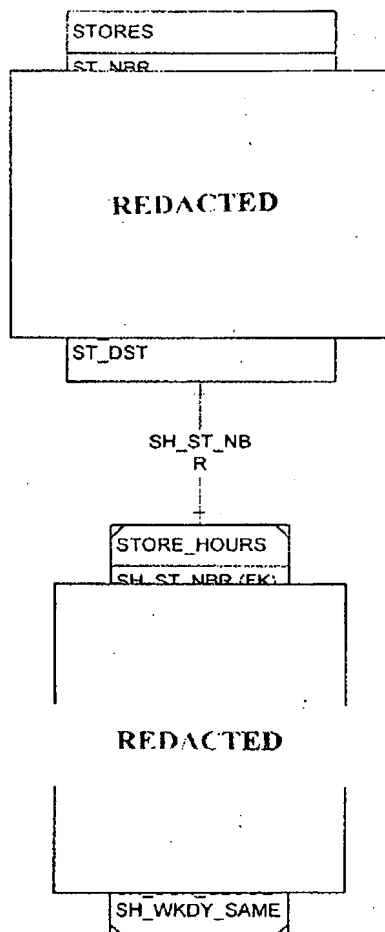 STORES
ST_NBR
REDACTED
ST_DST
SH_ST_NB
R
STORE_HOURS
SH_ST_NBR (FK)
REDACTED
SH_WKDY_SAME